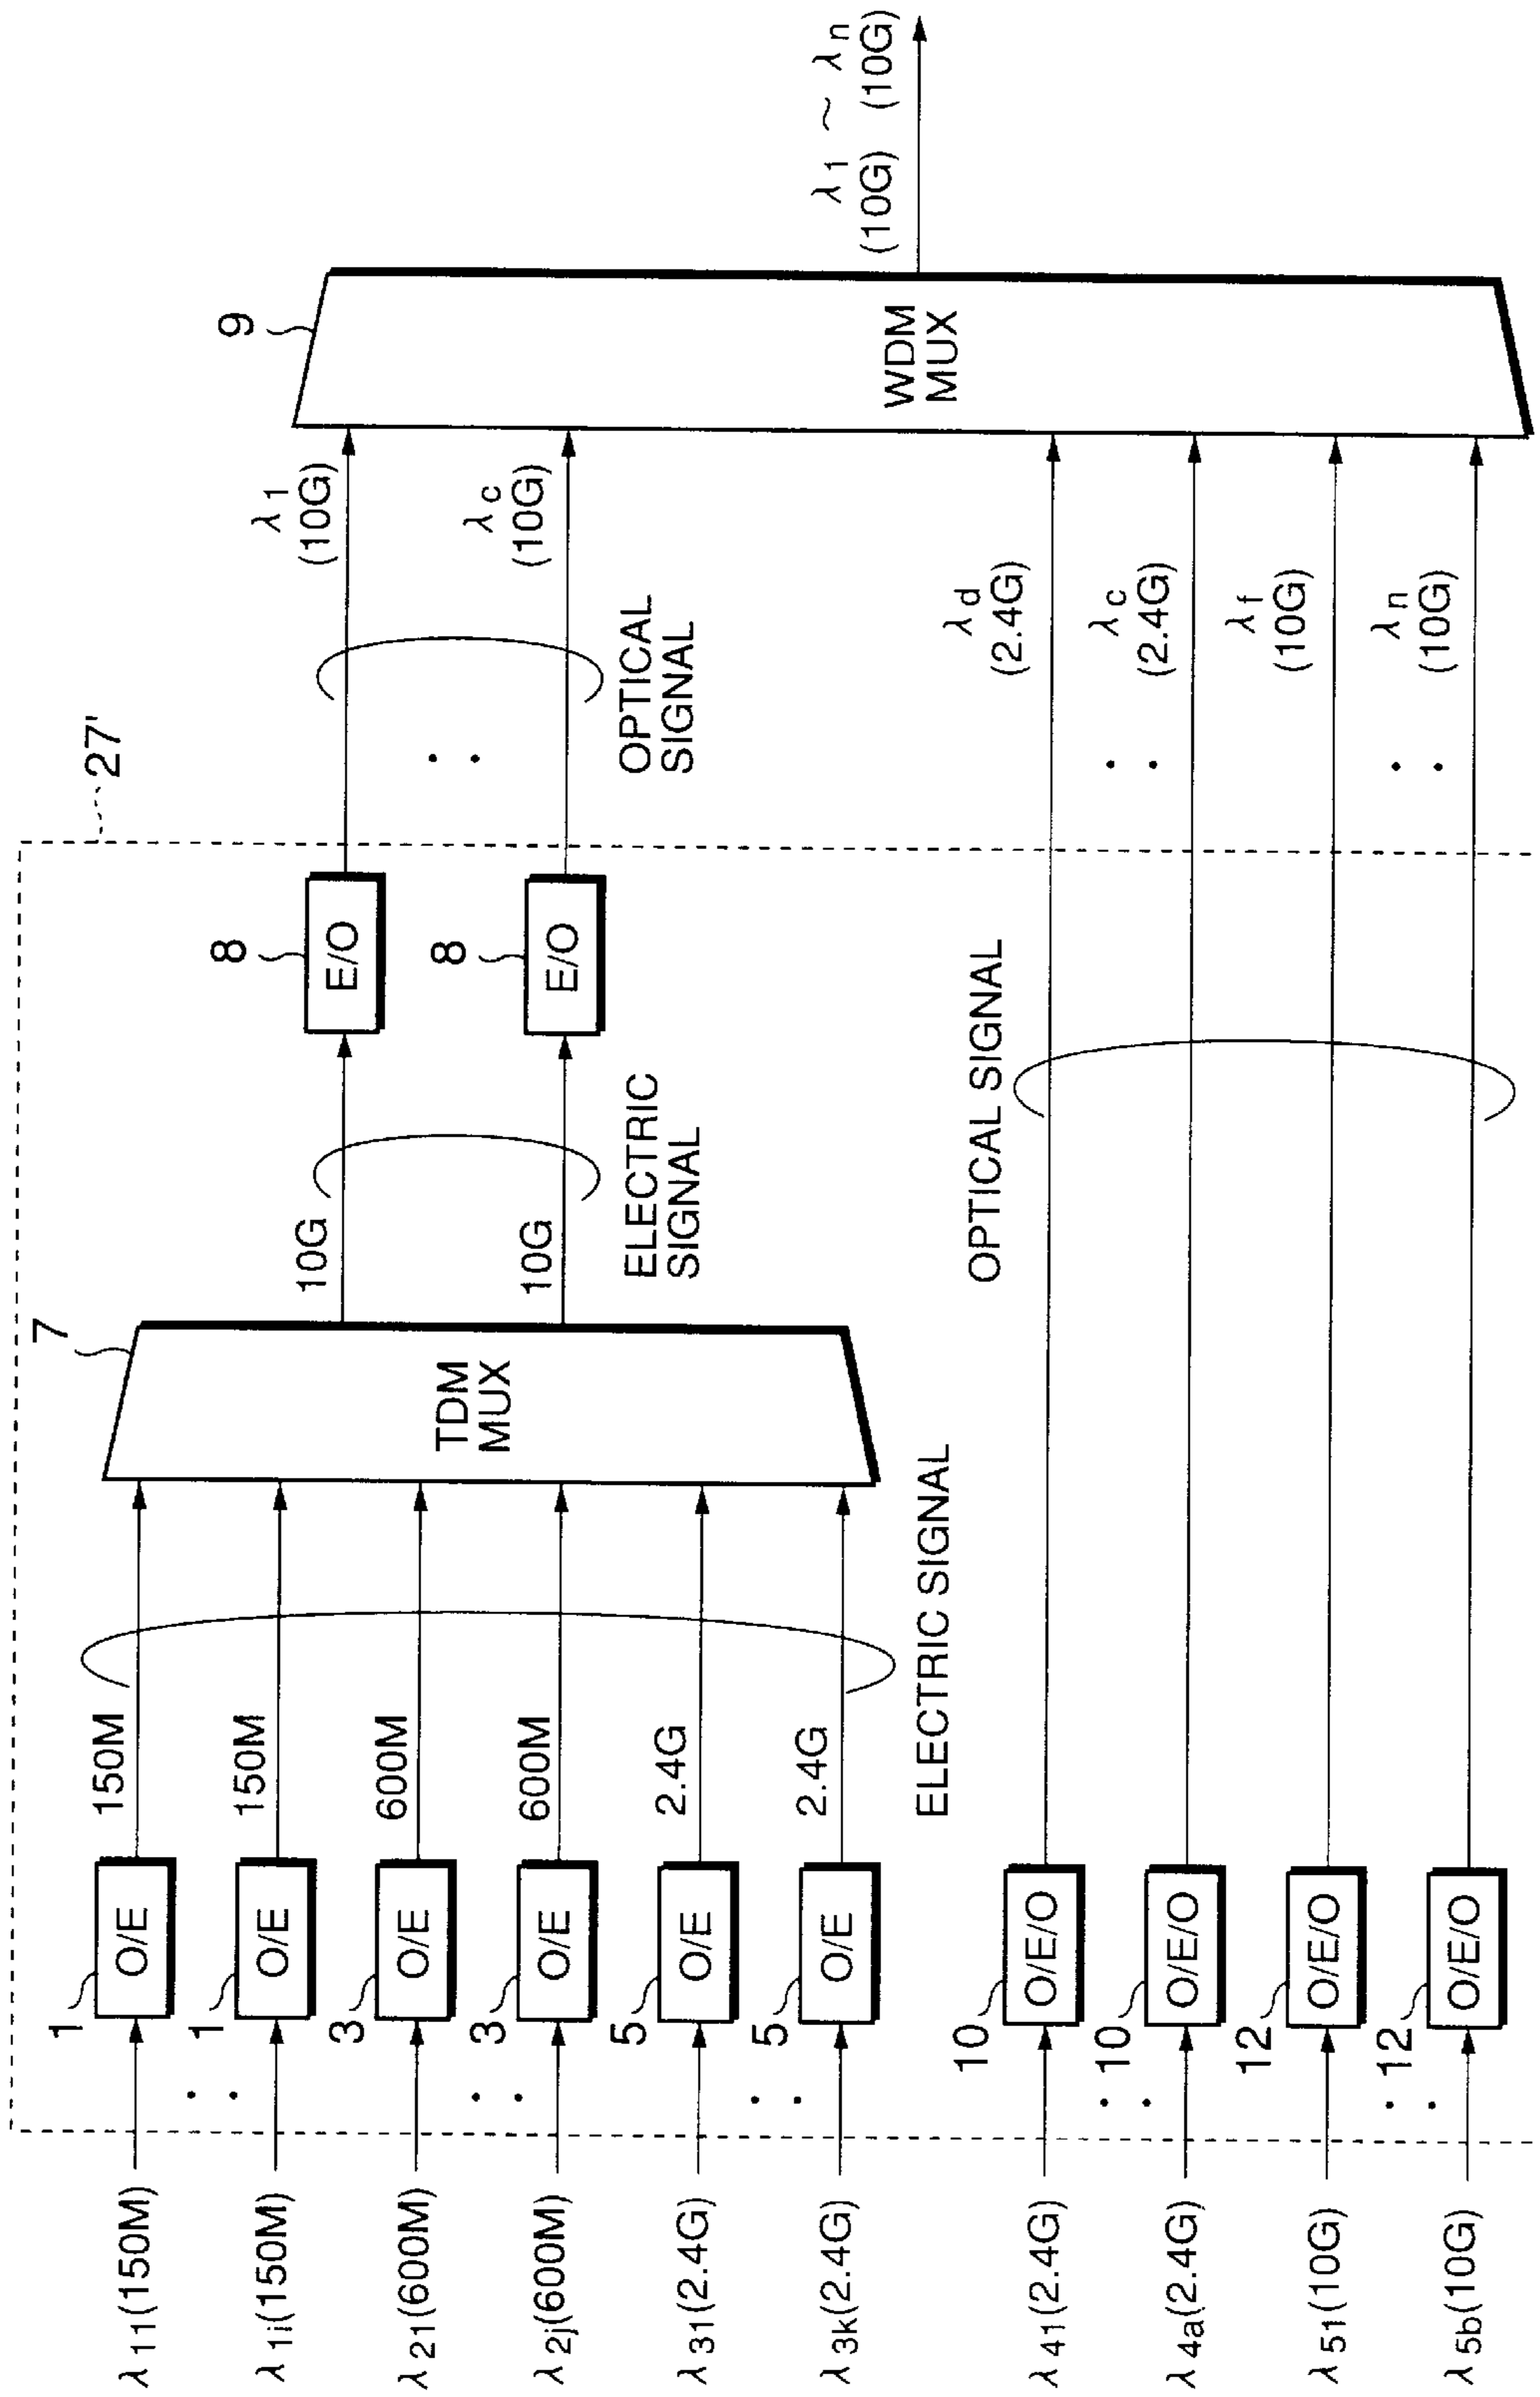 27'
λ11(150M)
1
O/E
150M
λ1i(150M)
1
O/E
150M
λ21(600M)
3
O/E
600M
λ2j(600M)
3
O/E
600M
λ31(2.4G)
5
O/E
2.4G
λ3k(2.4G)
5
O/E
2.4G
ELECTRIC SIGNAL
7
TDM
MUX
10G
10G
ELECTRIC
SIGNAL
8
E/O
8
E/O
λ1
(10G)
λc
(10G)
OPTICAL
SIGNAL
λ41(2.4G)
10
O/E/O
λ4a(2.4G)
10
O/E/O
λ51(10G)
12
O/E/O
λ5b(10G)
12
O/E/O
OPTICAL SIGNAL
λd
(2.4G)
λc
(2.4G)
λf
(10G)
λn
(10G)
9
WDM
MUX
λ1 ~ λn
(10G) (10G)